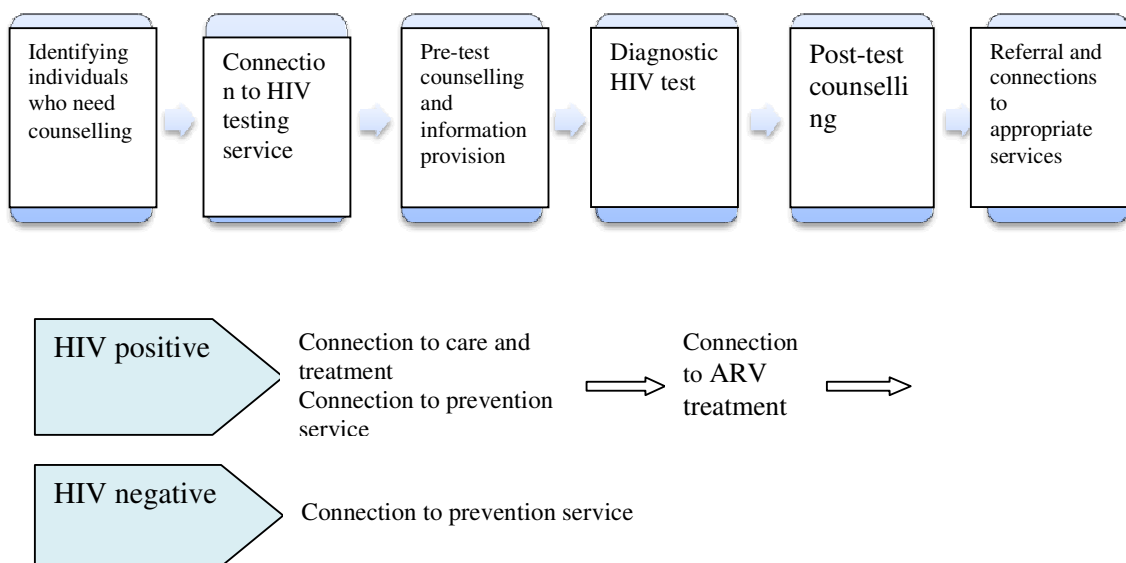 Identifying
individuals
who need
counselling
Connectio
n to HIV
testing
service
Pre-test
counselling
and
information
provision
Diagnostic
HIV test
Post-test
counselli
ng
Referral and
connections
to
appropriate
services
HIV positive
Connection to care and
treatment
Connection to prevention
service
Connection
to ARV
treatment
HIV negative
Connection to prevention service